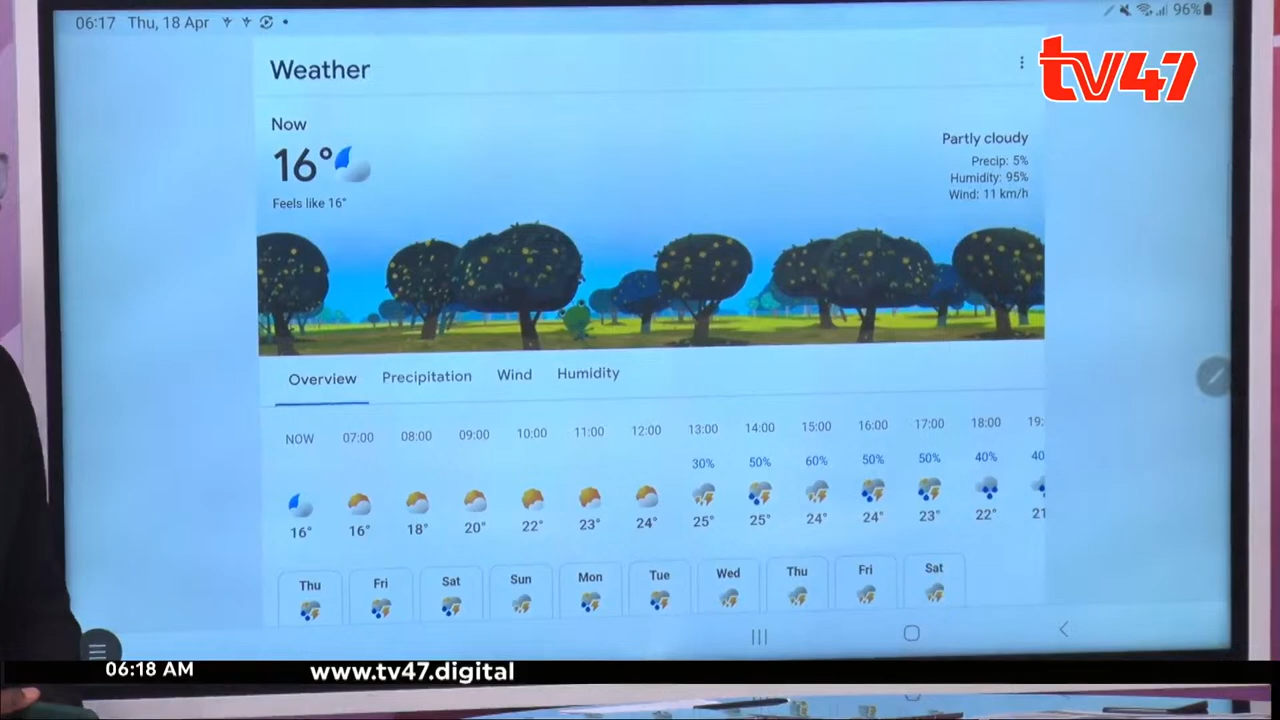 06:17 Thu, 18 Apr
96%
tv47
Weather
Now
16°
Feels like 16°
Partly cloudy
Precip: 5%
Humidity: 95%
Wind: 11 km/h
Overview Precipitation Wind Humidity
NOW 07:00 08:00 09:00 10:00 11:00 12:00 13:00 14:00 15:00 16:00 17:00 18:00 19:
30% 50% 60% 50% 50% 40% 40
16° 16° 18° 20° 22° 23° 24° 25° 25° 24° 24° 23° 22° 21
Thu Fri Sat Sun Mon Tue Wed Thu Fri Sat
06:18 AM www.tv47.digital